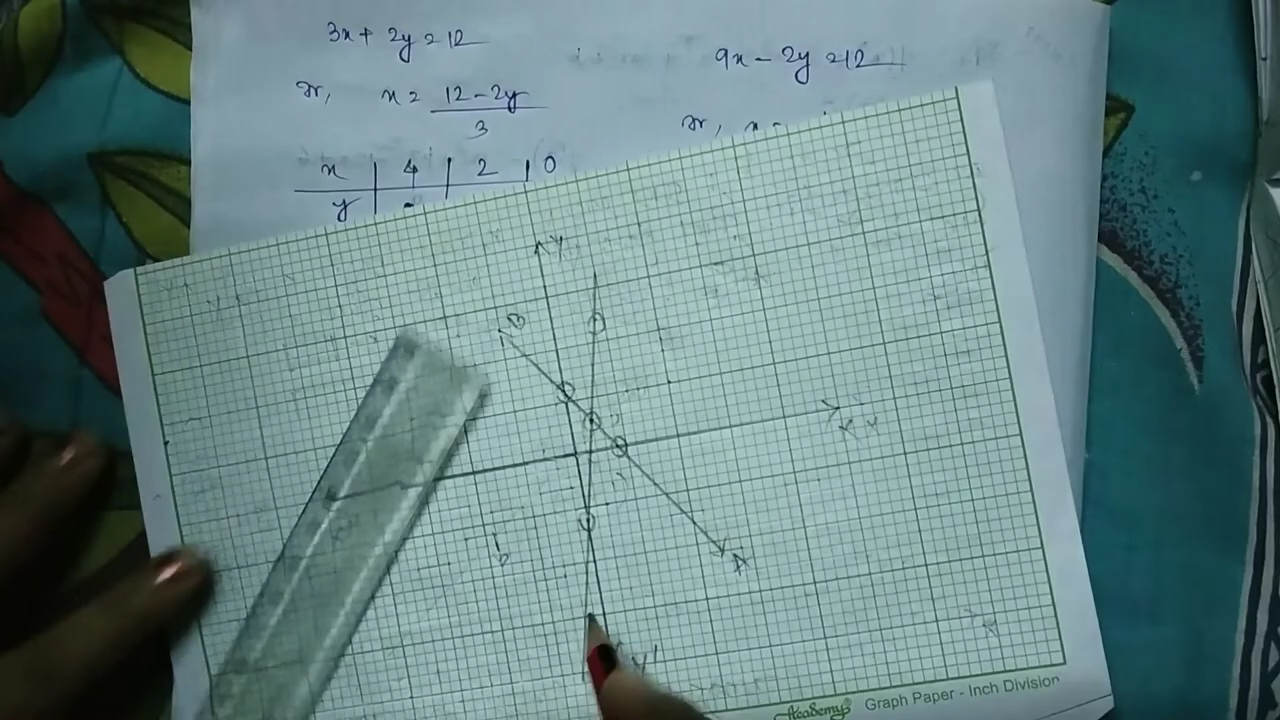 3x + 2y = 12
9x - 2y = 12
or, x = 12 - 2y / 3
or, x =
x | 4 | 2 | 0
y
Y
B
X
A
Y'
Academy Graph Paper - Inch Division